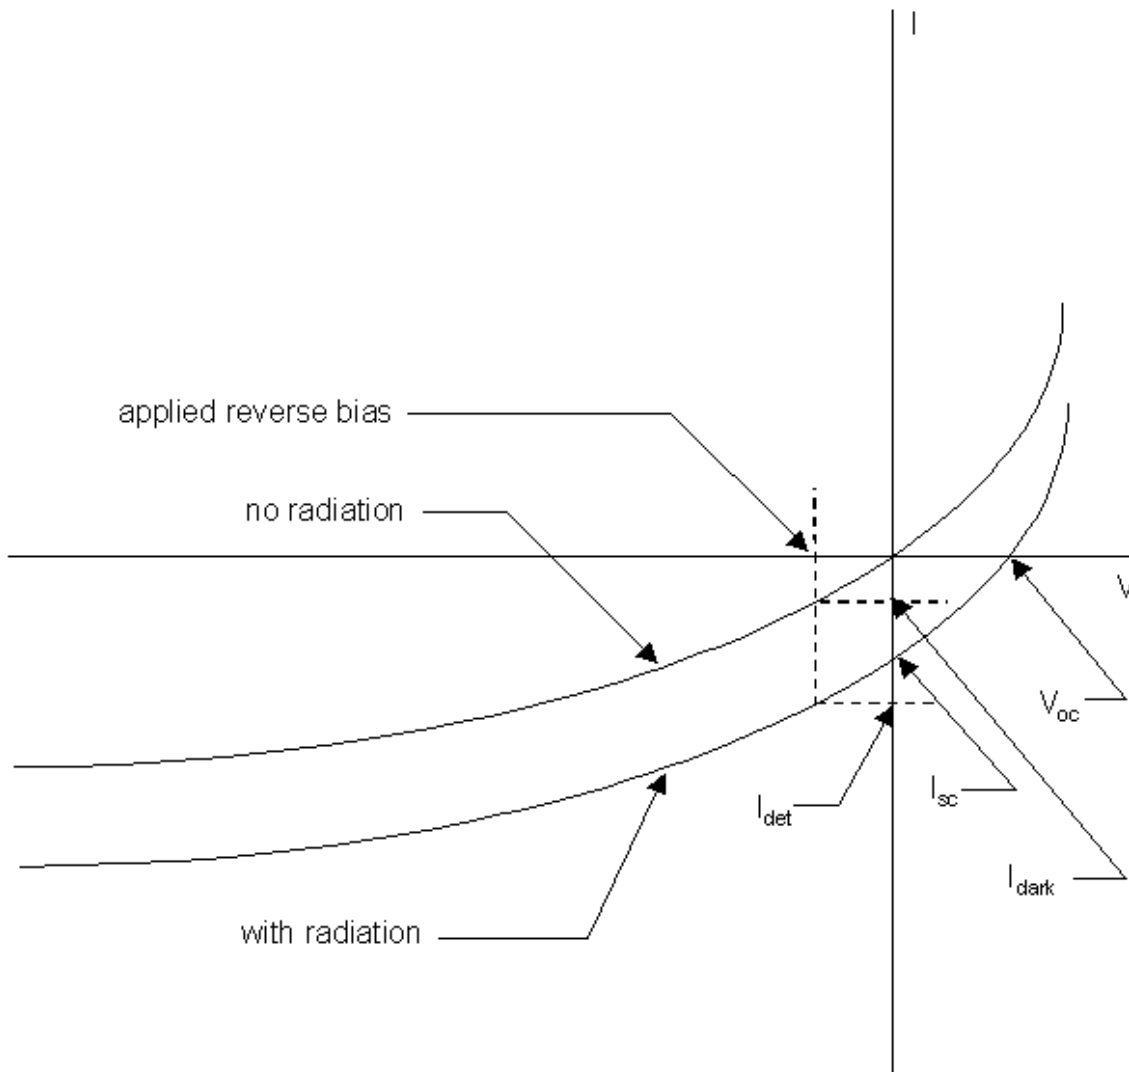 I
applied reverse bias
no radiation
V
V_oc
I_sc
I_det
I_dark
with radiation